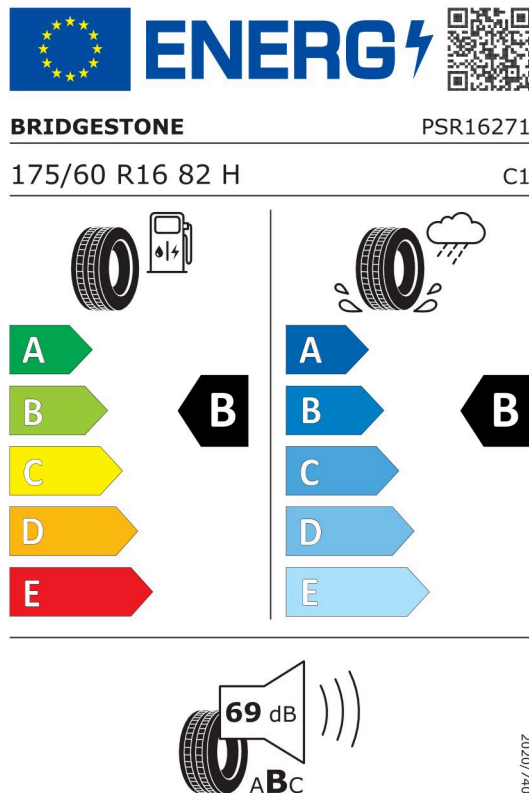 ENERG
BRIDGESTONE PSR16271
175/60 R16 82 H C1
A A
B B B B
C C
D D
E E
69 dB
ABC
2020/740